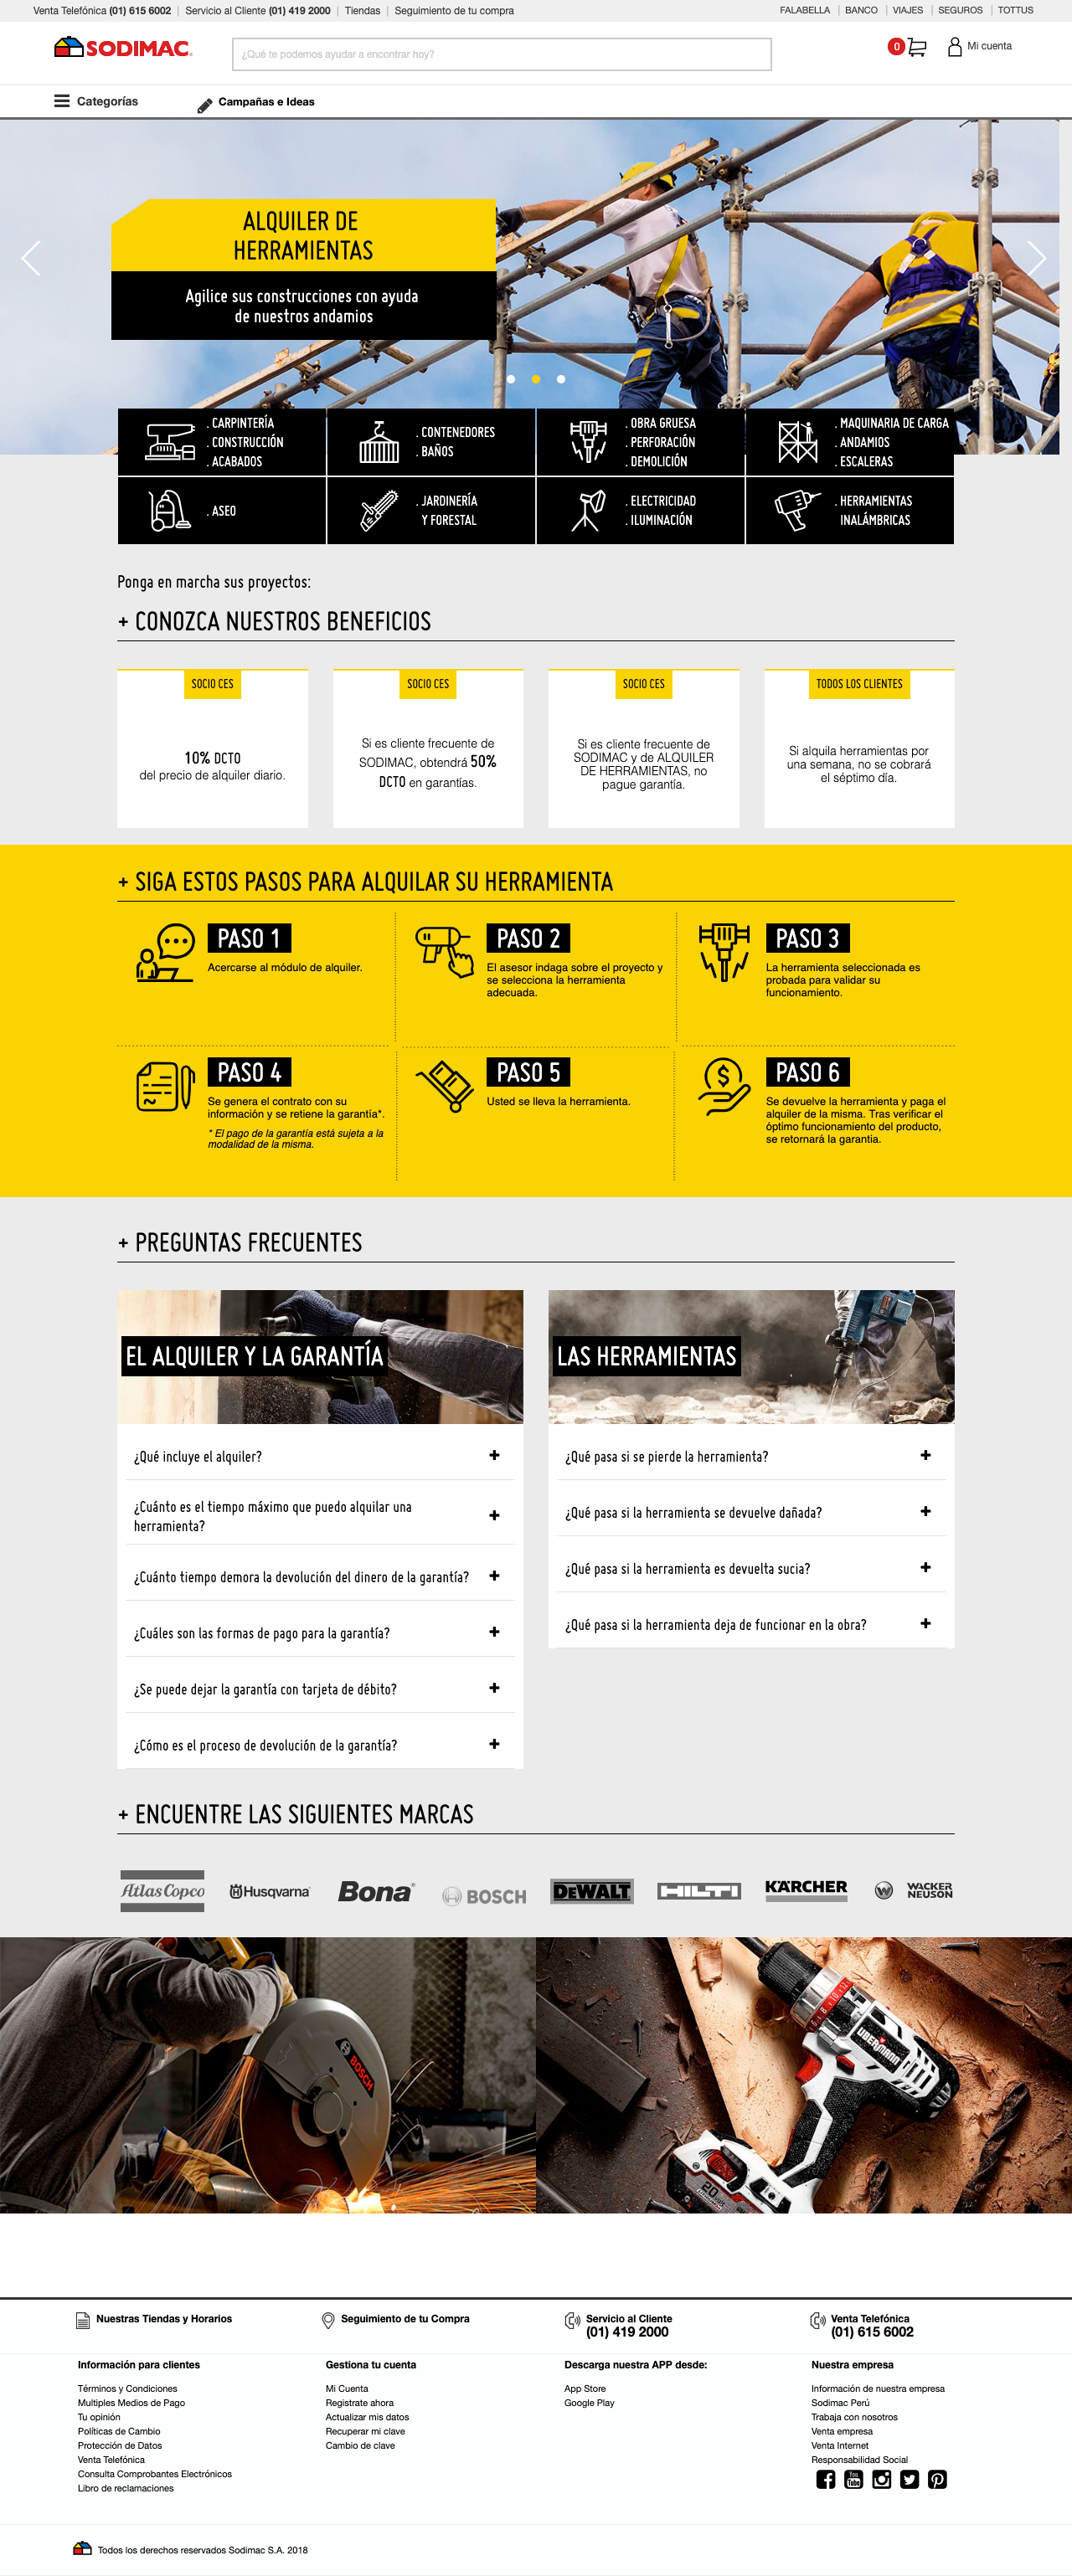 Venta Telefónica (01) 615 6002 | Servicio al Cliente (01) 419 2000 | Tiendas | Seguimiento de tu compra
FALABELLA | BANCO | VIAJES | SEGUROS | TOTTUS
SODIMAC
¿Qué te podemos ayudar a encontrar hoy?
0
Mi cuenta
Categorías
Campañas e Ideas
ALQUILER DE
HERRAMIENTAS
Agilice sus construcciones con ayuda
de nuestros andamios
. CARPINTERÍA
. CONSTRUCCIÓN
. ACABADOS
. CONTENEDORES
. BAÑOS
. OBRA GRUESA
. PERFORACIÓN
. DEMOLICIÓN
. MAQUINARIA DE CARGA
. ANDAMIOS
. ESCALERAS
. ASEO
. JARDINERÍA
Y FORESTAL
. ELECTRICIDAD
. ILUMINACIÓN
. HERRAMIENTAS
INALÁMBRICAS
Ponga en marcha sus proyectos:
+ CONOZCA NUESTROS BENEFICIOS
SOCIO CES
10% DCTO
del precio de alquiler diario.
SOCIO CES
Si es cliente frecuente de
SODIMAC, obtendrá 50%
DCTO en garantías.
SOCIO CES
Si es cliente frecuente de
SODIMAC y de ALQUILER
DE HERRAMIENTAS, no
pague garantía.
TODOS LOS CLIENTES
Si alquila herramientas por
una semana, no se cobrará
el séptimo día.
+ SIGA ESTOS PASOS PARA ALQUILAR SU HERRAMIENTA
PASO 1
Acercarse al módulo de alquiler.
PASO 2
El asesor indaga sobre el proyecto y
se selecciona la herramienta
adecuada.
PASO 3
La herramienta seleccionada es
probada para validar su
funcionamiento.
PASO 4
Se genera el contrato con su
información y se retiene la garantía*.
* El pago de la garantía está sujeta a la
modalidad de la misma.
PASO 5
Usted se lleva la herramienta.
PASO 6
Se devuelve la herramienta y paga el
alquiler de la misma. Tras verificar el
óptimo funcionamiento del producto,
se retornará la garantia.
+ PREGUNTAS FRECUENTES
EL ALQUILER Y LA GARANTÍA
¿Qué incluye el alquiler?
¿Cuánto es el tiempo máximo que puedo alquilar una
herramienta?
¿Cuánto tiempo demora la devolución del dinero de la garantía?
¿Cuáles son las formas de pago para la garantía?
¿Se puede dejar la garantía con tarjeta de débito?
¿Cómo es el proceso de devolución de la garantía?
LAS HERRAMIENTAS
¿Qué pasa si se pierde la herramienta?
¿Qué pasa si la herramienta se devuelve dañada?
¿Qué pasa si la herramienta es devuelta sucia?
¿Qué pasa si la herramienta deja de funcionar en la obra?
+ ENCUENTRE LAS SIGUIENTES MARCAS
Atlas Copco
Husqvarna
Bona
BOSCH
DEWALT
HILTI
KÄRCHER
WACKER
NEUSON
BOSCH
UBERMANN
20
Nuestras Tiendas y Horarios
Seguimiento de tu Compra
Servicio al Cliente
(01) 419 2000
Venta Telefónica
(01) 615 6002
Información para clientes
Términos y Condiciones
Multiples Medios de Pago
Tu opinión
Políticas de Cambio
Protección de Datos
Venta Telefónica
Consulta Comprobantes Electrónicos
Libro de reclamaciones
Gestiona tu cuenta
Mi Cuenta
Registrate ahora
Actualizar mis datos
Recuperar mi clave
Cambio de clave
Descarga nuestra APP desde:
App Store
Google Play
Nuestra empresa
Información de nuestra empresa
Sodimac Perú
Trabaja con nosotros
Venta empresa
Venta Internet
Responsabilidad Social
You
Tube
Todos los derechos reservados Sodimac S.A. 2018